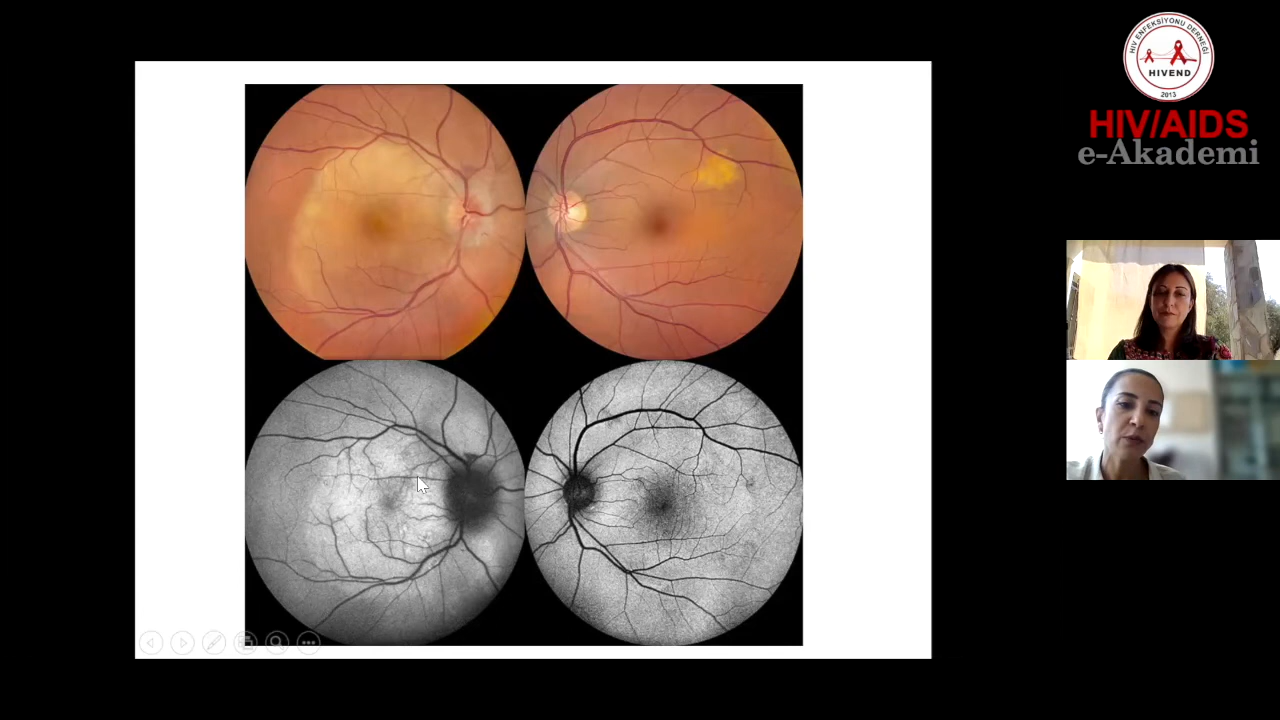 HIV ENFEKSİYONU DERNEĞİ
HIVEND
2013
HIV/AIDS
e-Akademi